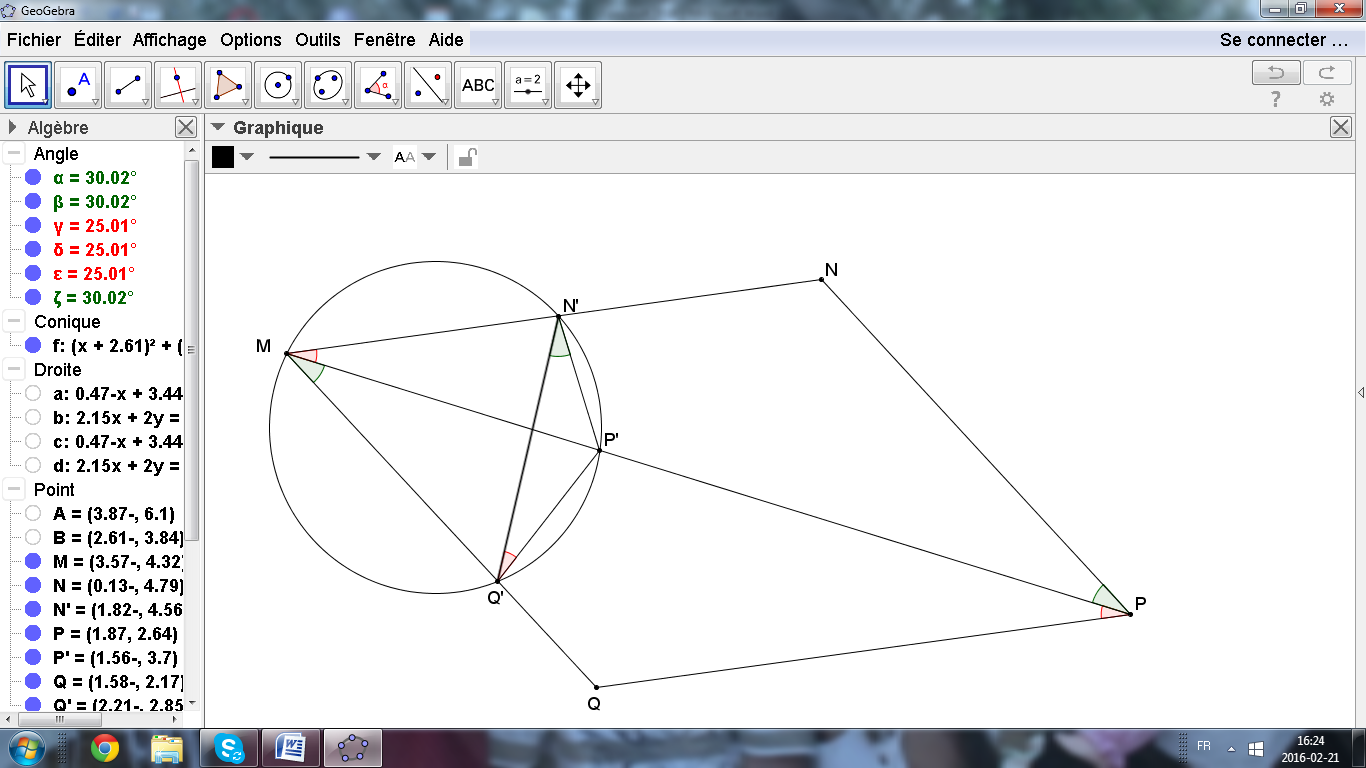 GeoGebra
Fichier Éditer Affichage Options Outils Fenêtre Aide Se connecter ...
A α ABC a = 2 ?
Algèbre
Graphique
AA
Angle
α = 30.02°
β = 30.02°
γ = 25.01°
δ = 25.01°
ε = 25.01°
ζ = 30.02°
Conique
f: (x + 2.61)² + (
Droite
a: 0.47-x + 3.44
b: 2.15x + 2y =
c: 0.47-x + 3.44
d: 2.15x + 2y =
Point
A = (3.87-, 6.1)
B = (2.61-, 3.84)
M = (3.57-, 4.32)
N = (0.13-, 4.79)
N' = (1.82-, 4.56
P = (1.87, 2.64)
P' = (1.56-, 3.7)
Q = (1.58-, 2.17)
Q' = (2.21-, 2.85
N
N'
M
P'
Q'
P
Q
FR
16:24
2016-02-21